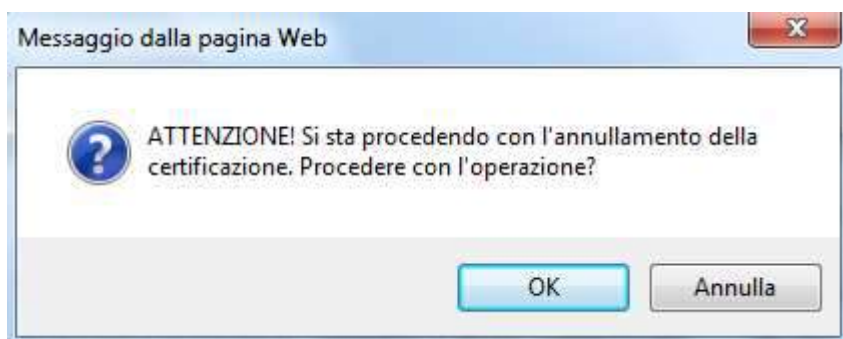 Messaggio dalla pagina Web
ATTENZIONE! Si sta procedendo con l'annullamento della
certificazione. Procedere con l'operazione?
OK
Annulla